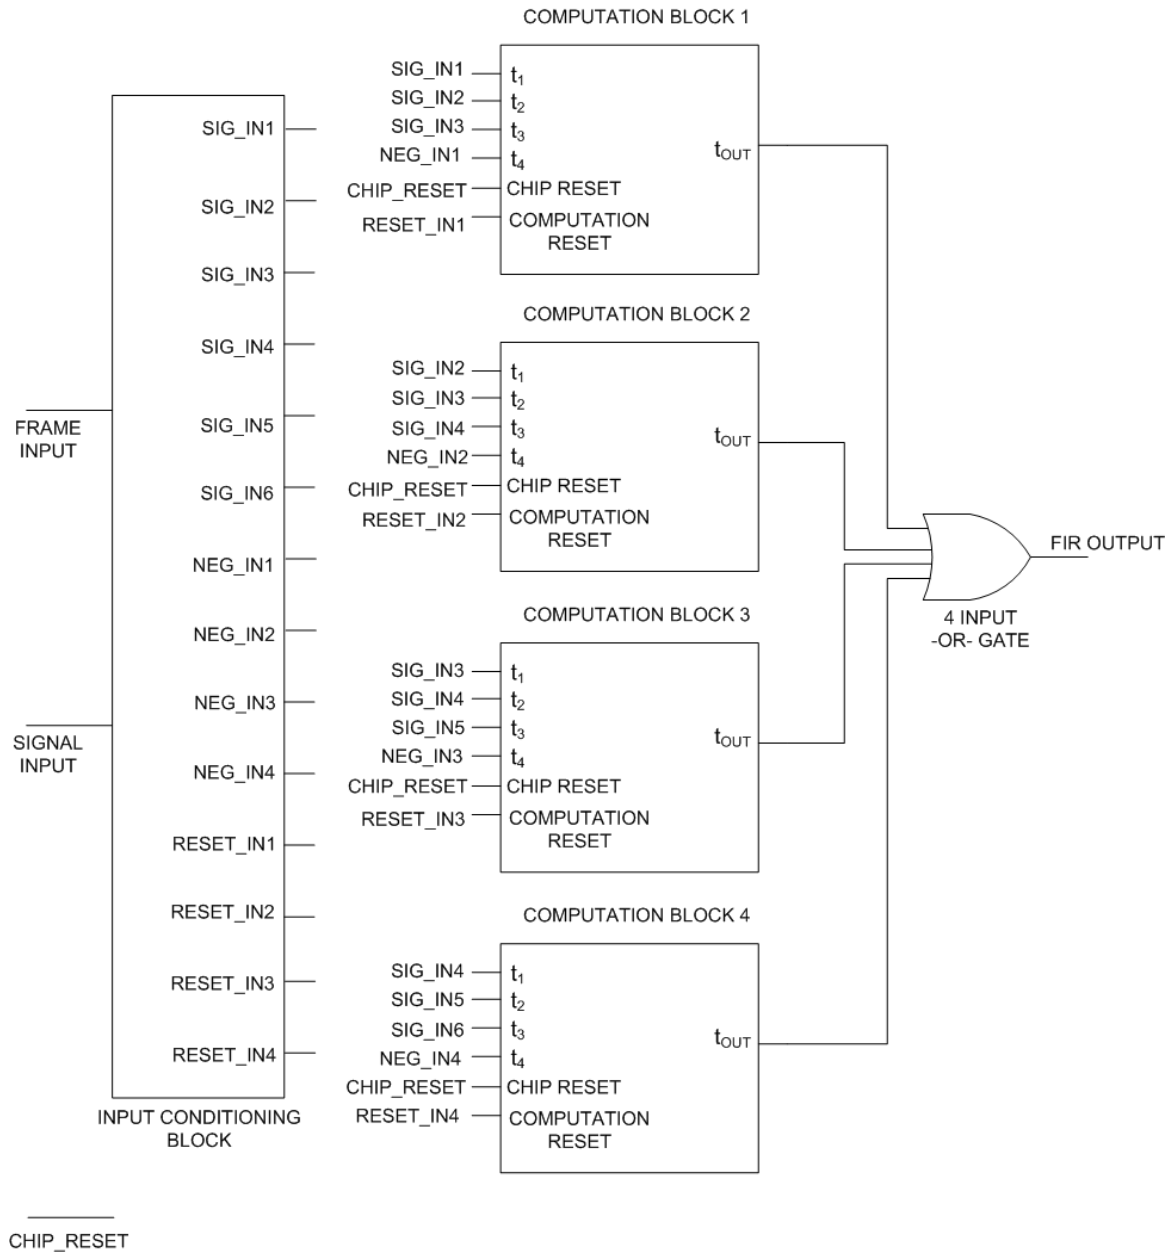 COMPUTATION BLOCK 1
SIG_IN1
SIG_IN2
SIG_IN3
NEG_IN1
CHIP_RESET
RESET_IN1
t1
t2
t3
t4
CHIP RESET
COMPUTATION
RESET
tOUT
COMPUTATION BLOCK 2
SIG_IN2
SIG_IN3
SIG_IN4
NEG_IN2
CHIP_RESET
RESET_IN2
t1
t2
t3
t4
CHIP RESET
COMPUTATION
RESET
tOUT
COMPUTATION BLOCK 3
SIG_IN3
SIG_IN4
SIG_IN5
NEG_IN3
CHIP_RESET
RESET_IN3
t1
t2
t3
t4
CHIP RESET
COMPUTATION
RESET
tOUT
COMPUTATION BLOCK 4
SIG_IN4
SIG_IN5
SIG_IN6
NEG_IN4
CHIP_RESET
RESET_IN4
t1
t2
t3
t4
CHIP RESET
COMPUTATION
RESET
tOUT
SIG_IN1
SIG_IN2
SIG_IN3
SIG_IN4
SIG_IN5
SIG_IN6
NEG_IN1
NEG_IN2
NEG_IN3
NEG_IN4
RESET_IN1
RESET_IN2
RESET_IN3
RESET_IN4
FRAME
INPUT
SIGNAL
INPUT
INPUT CONDITIONING
BLOCK
CHIP_RESET
FIR OUTPUT
4 INPUT
-OR- GATE